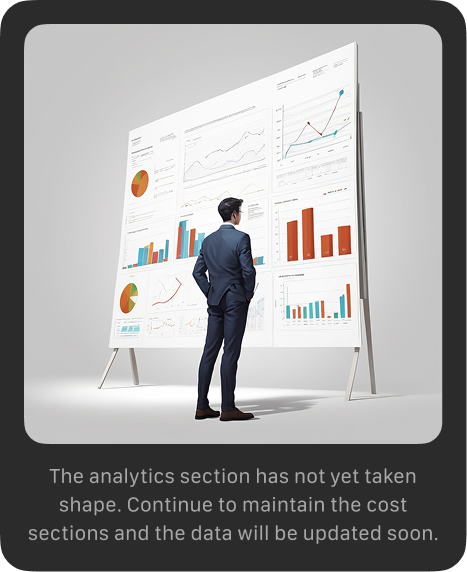 The analytics section has not yet taken
shape. Continue to maintain the cost
sections and the data will be updated soon.